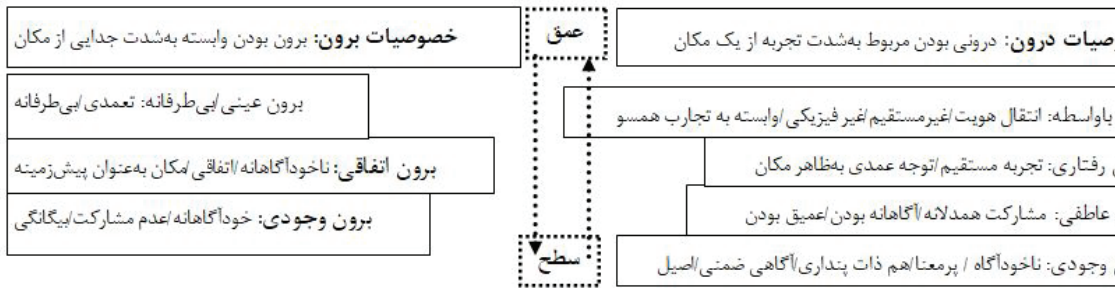 عمق
خصوصیات برون: برون بودن وابسته به‌شدت جدایی از مکان
برون عینی/بی‌طرفانه: تعمدی/بی‌طرفانه
برون اتفاقی: ناخودآگاهانه/اتفاقی/مکان به‌عنوان پیش‌زمینه
برون وجودی: خودآگاهانه/عدم مشارکت/بیگانگی
سطح
درون: درونی بودن مربوط به‌شدت تجربه از یک مکان
باواسطه: انتقال هویت/غیرمستقیم/غیر فیزیکی/وابسته به تجارب همسو
رفتاری: تجربه مستقیم/توجه عمدی به‌ظاهر مکان
عاطفی: مشارکت همدلانه/آگاهانه بودن/عمیق بودن
وجودی: ناخودآگاه / پرمعنا/هم ذات پنداری/آگاهی ضمنی/اصیل